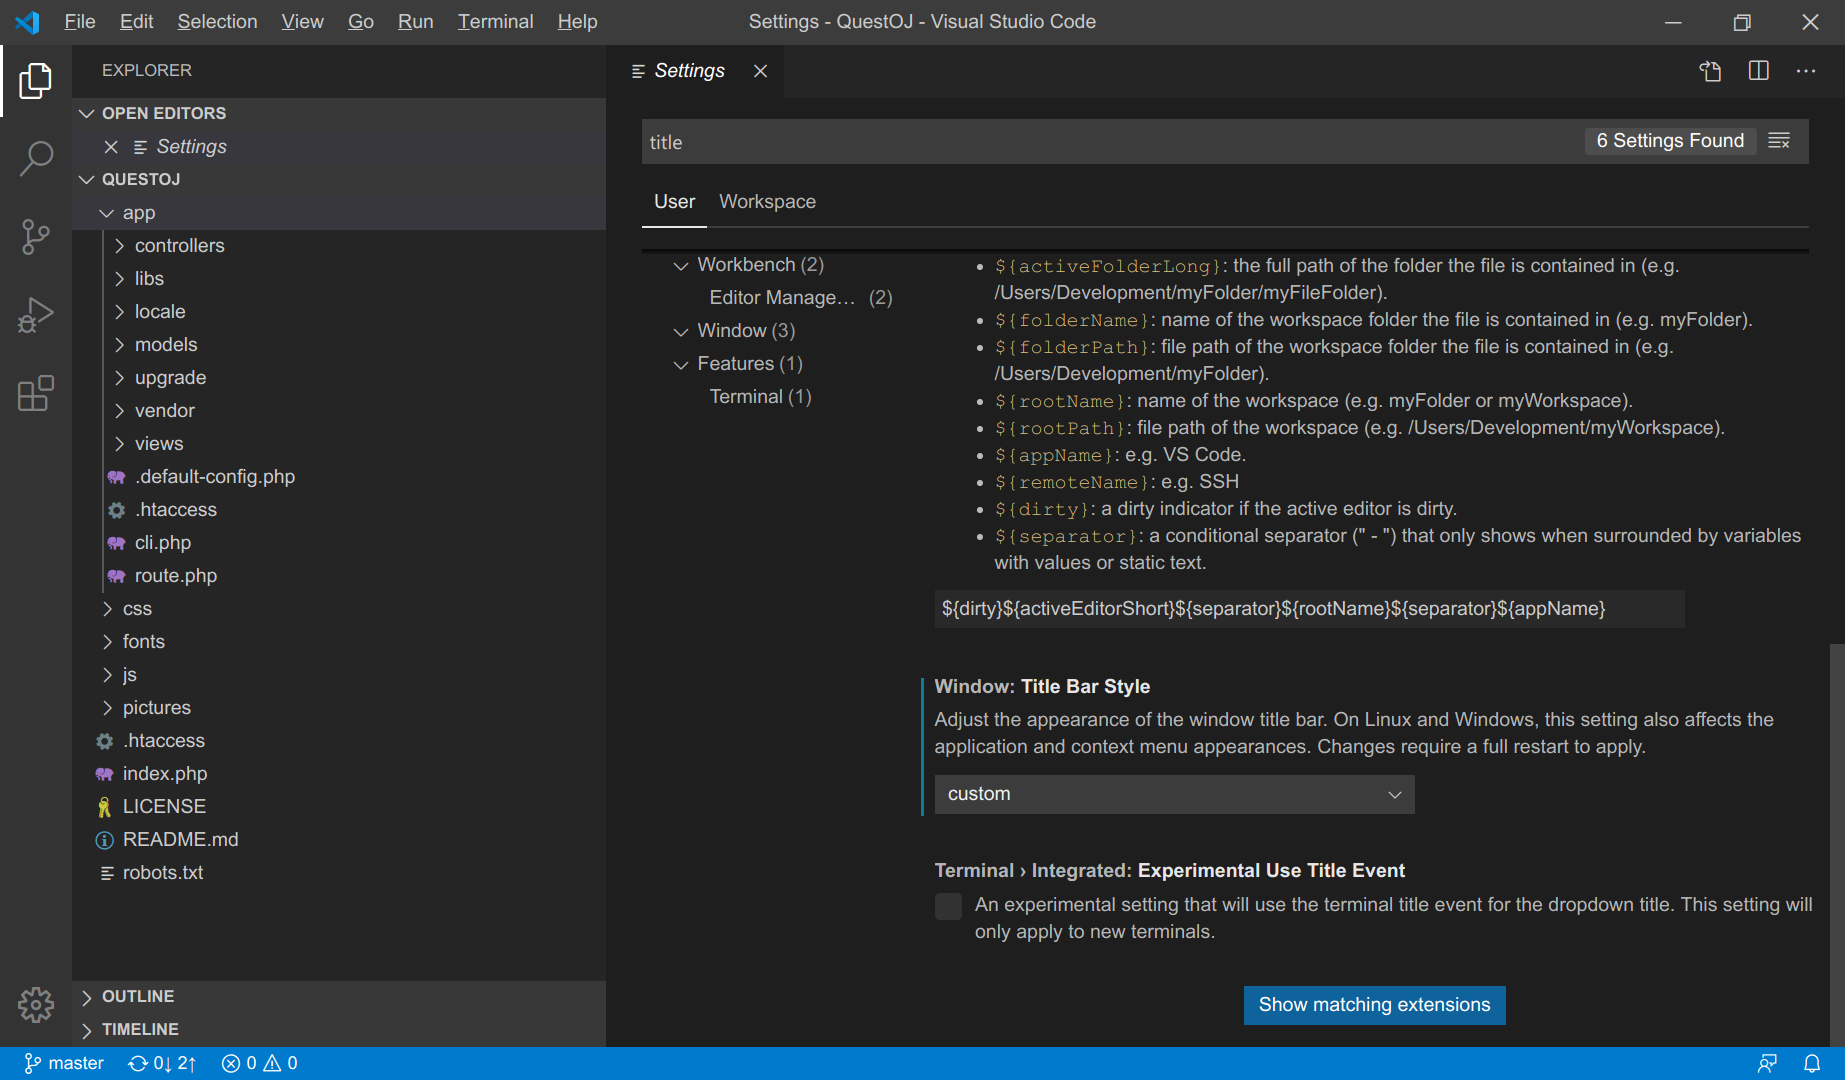 File Edit Selection View Go Run Terminal Help
Settings - QuestOJ - Visual Studio Code
EXPLORER
OPEN EDITORS
Settings
QUESTOJ
app
controllers
libs
locale
models
upgrade
vendor
views
.default-config.php
.htaccess
cli.php
route.php
css
fonts
js
pictures
.htaccess
index.php
LICENSE
README.md
robots.txt
OUTLINE
TIMELINE
Settings
title
6 Settings Found
User Workspace
Workbench (2)
Editor Manage… (2)
Window (3)
Features (1)
Terminal (1)
• ${activeFolderLong}: the full path of the folder the file is contained in (e.g.
/Users/Development/myFolder/myFileFolder).
• ${folderName}: name of the workspace folder the file is contained in (e.g. myFolder).
• ${folderPath}: file path of the workspace folder the file is contained in (e.g.
/Users/Development/myFolder).
• ${rootName}: name of the workspace (e.g. myFolder or myWorkspace).
• ${rootPath}: file path of the workspace (e.g. /Users/Development/myWorkspace).
• ${appName}: e.g. VS Code.
• ${remoteName}: e.g. SSH
• ${dirty}: a dirty indicator if the active editor is dirty.
• ${separator}: a conditional separator (" - ") that only shows when surrounded by variables
with values or static text.
${dirty}${activeEditorShort}${separator}${rootName}${separator}${appName}
Window: Title Bar Style
Adjust the appearance of the window title bar. On Linux and Windows, this setting also affects the
application and context menu appearances. Changes require a full restart to apply.
custom
Terminal › Integrated: Experimental Use Title Event
An experimental setting that will use the terminal title event for the dropdown title. This setting will
only apply to new terminals.
Show matching extensions
master 0↓ 2↑ 0 0